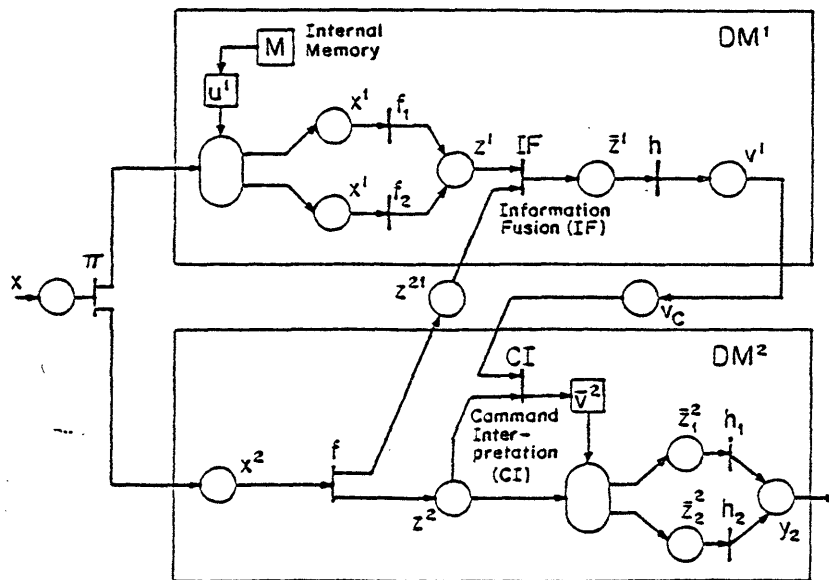 DM¹
M
Internal
Memory
u¹
x¹
f₁
z¹
IF
z̄¹
h
v¹
x¹
f₂
Information
Fusion (IF)
π
x
z²¹
v_C
DM²
CI
v̄²
Cammand
Inter-
pretation
(CI)
z̄₁²
h₁
x²
f
z²
z̄₂²
h₂
y₂